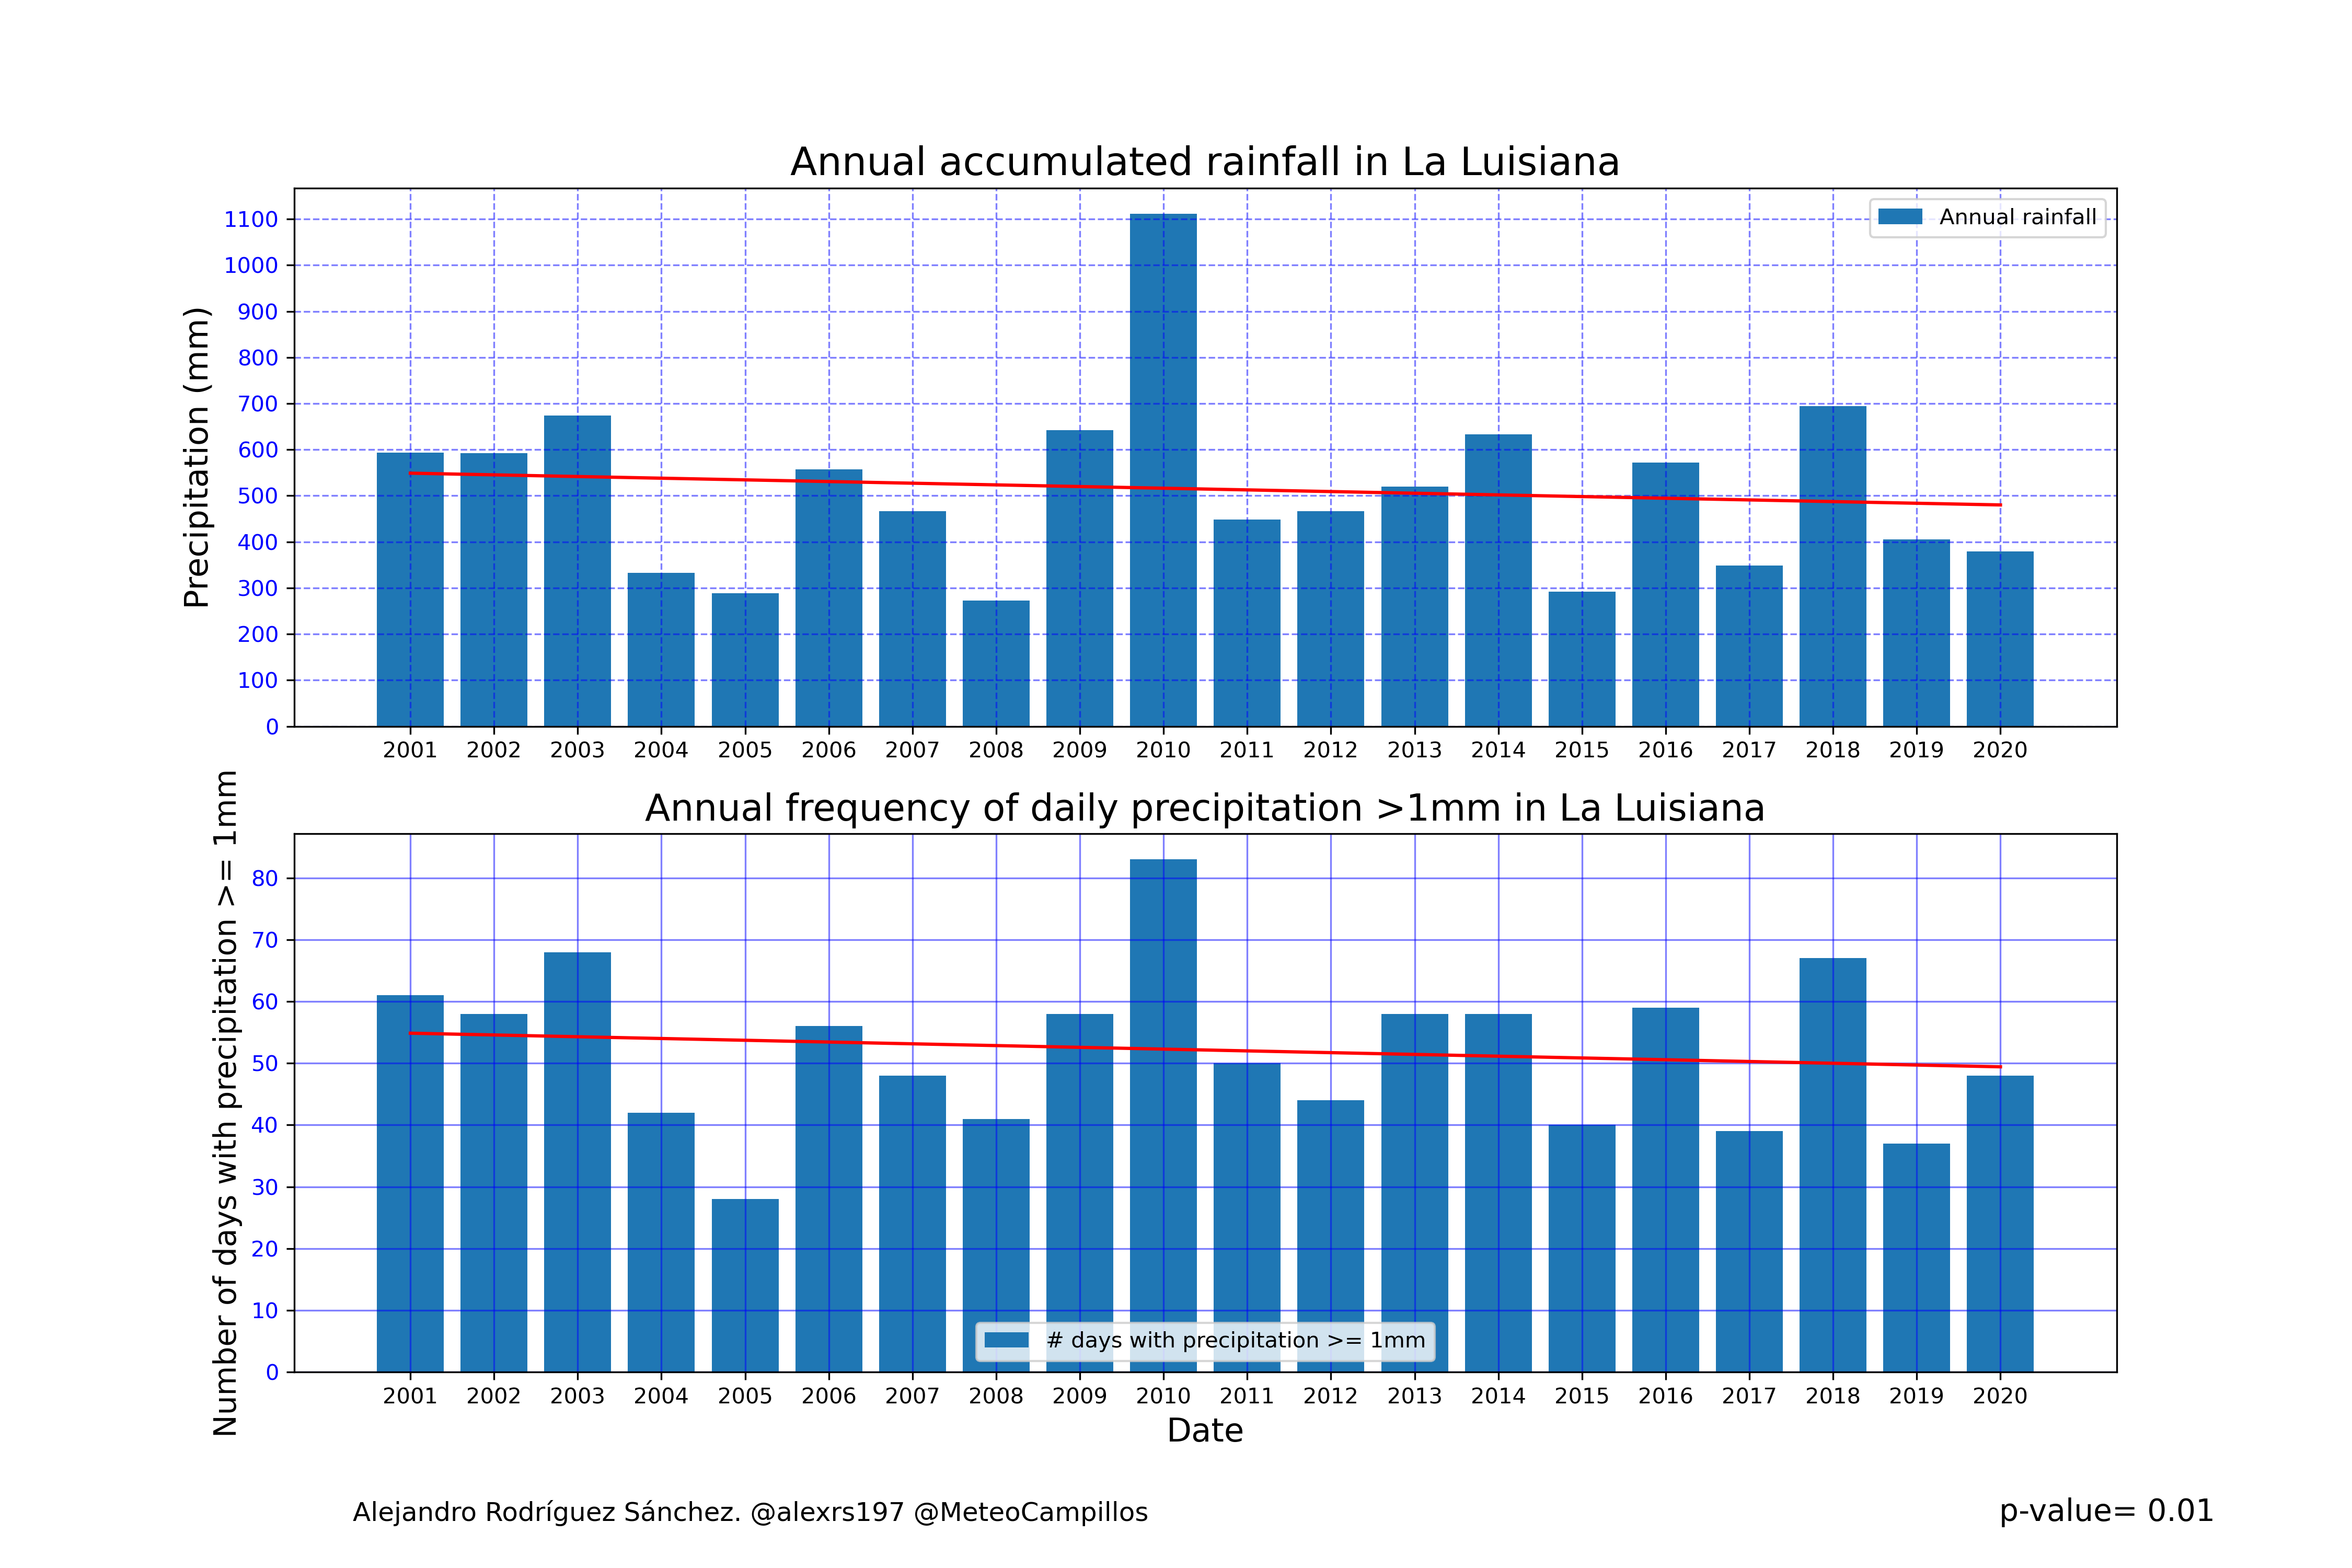 Annual accumulated rainfall in La Luisiana
Precipitation (mm)
1100
1000
900
800
700
600
500
400
300
200
100
0
Annual rainfall
2001 2002 2003 2004 2005 2006 2007 2008 2009 2010 2011 2012 2013 2014 2015 2016 2017 2018 2019 2020
Annual frequency of daily precipitation >1mm in La Luisiana
Number of days with precipitation >= 1mm
80
70
60
50
40
30
20
10
0
# days with precipitation >= 1mm
2001 2002 2003 2004 2005 2006 2007 2008 2009 2010 2011 2012 2013 2014 2015 2016 2017 2018 2019 2020
Date
Alejandro Rodríguez Sánchez. @alexrs197 @MeteoCampillos
p-value= 0.01